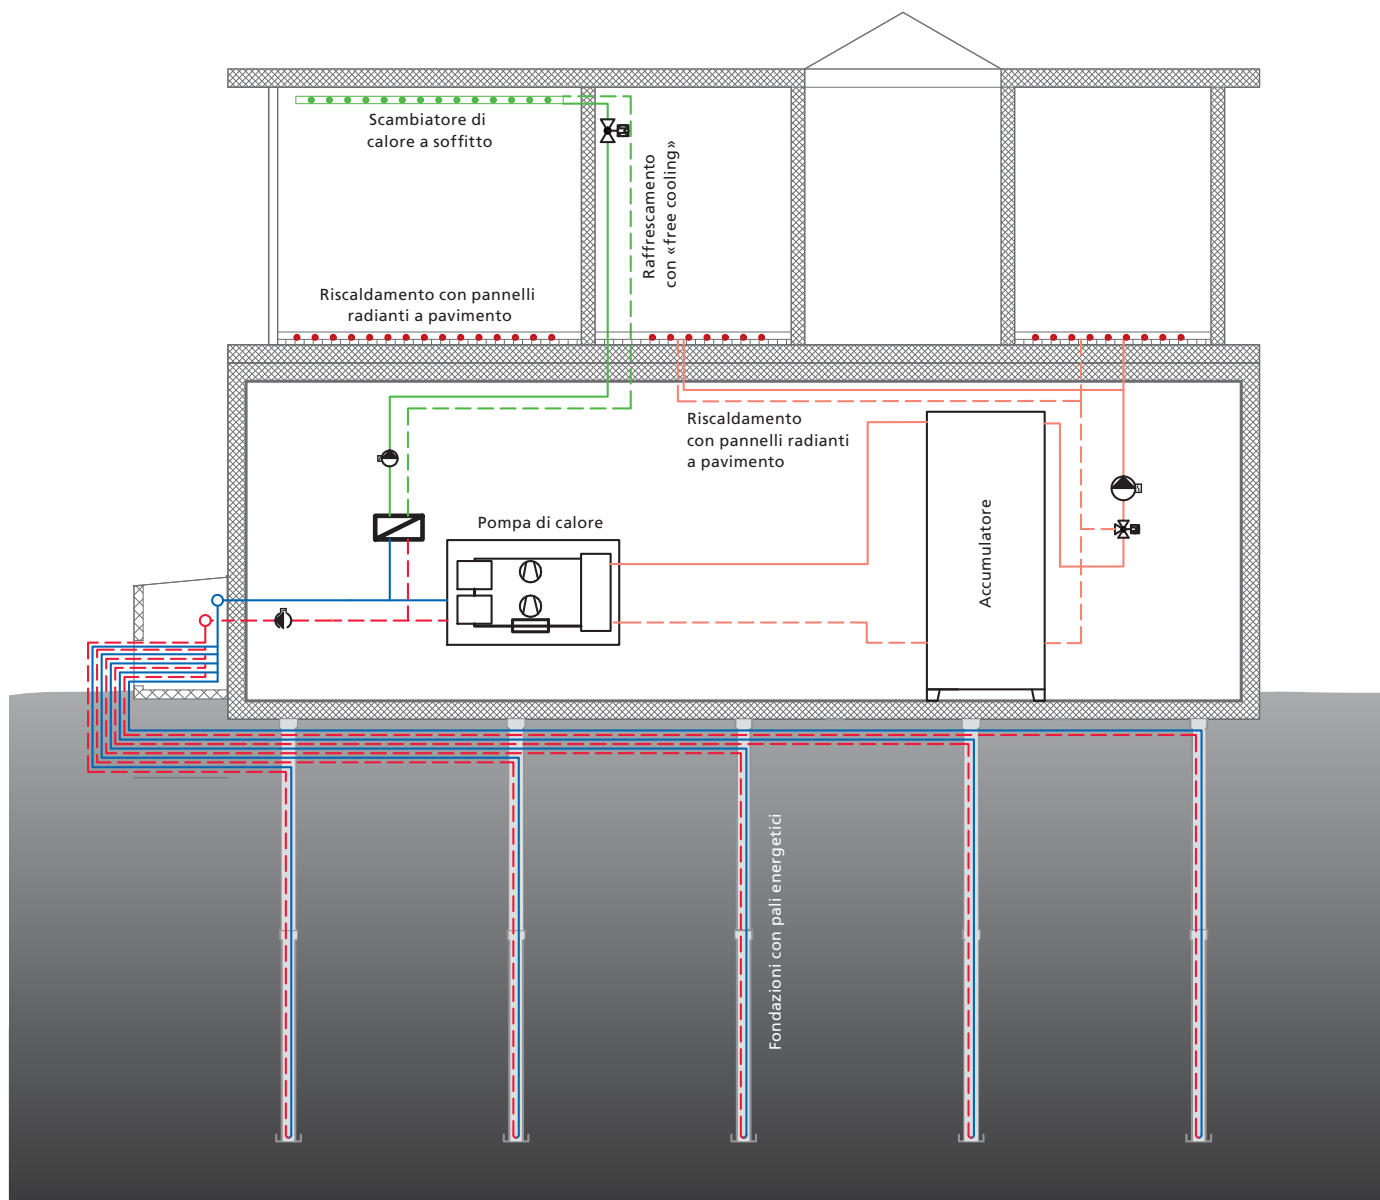 Scambiatore di
calore a soffitto
Raffrescamento
con «free cooling»
Riscaldamento con pannelli
radianti a pavimento
Riscaldamento
con pannelli radianti
a pavimento
Pompa di calore
Accumulatore
Fondazioni con pali energetici